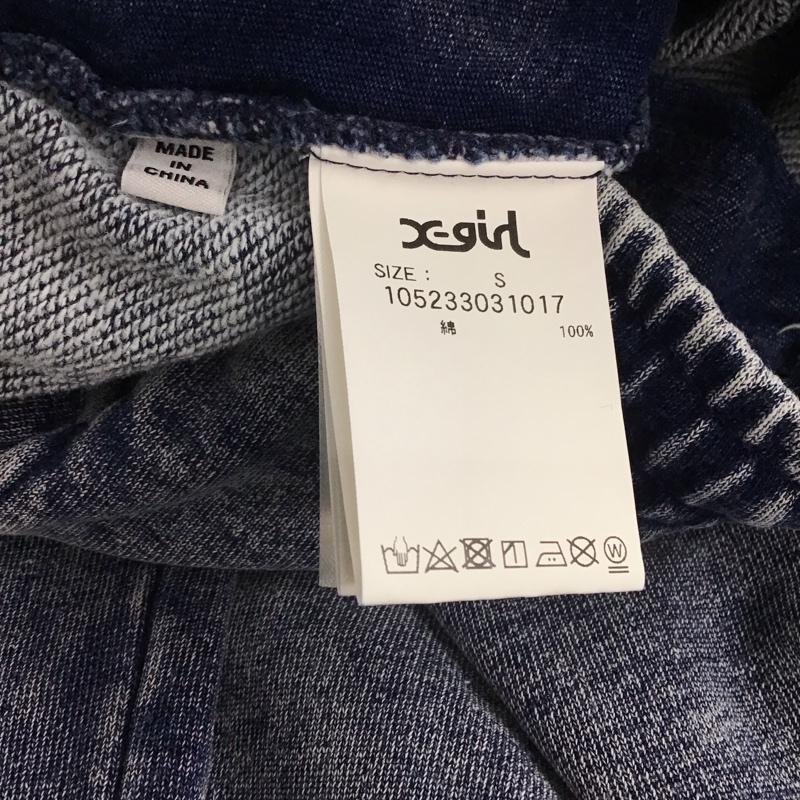 MADE
IN
CHINA
X-girl
SIZE : S
105233031017
綿 100%
W